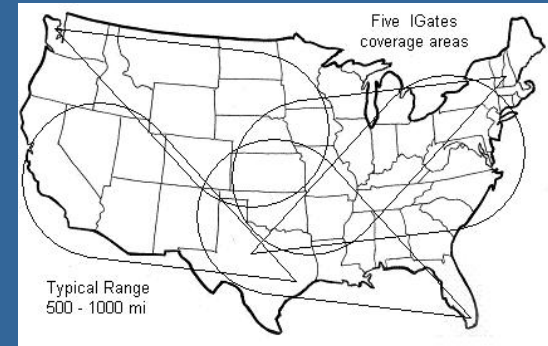 Five IGates
coverage areas
Typical Range
500 - 1000 mi